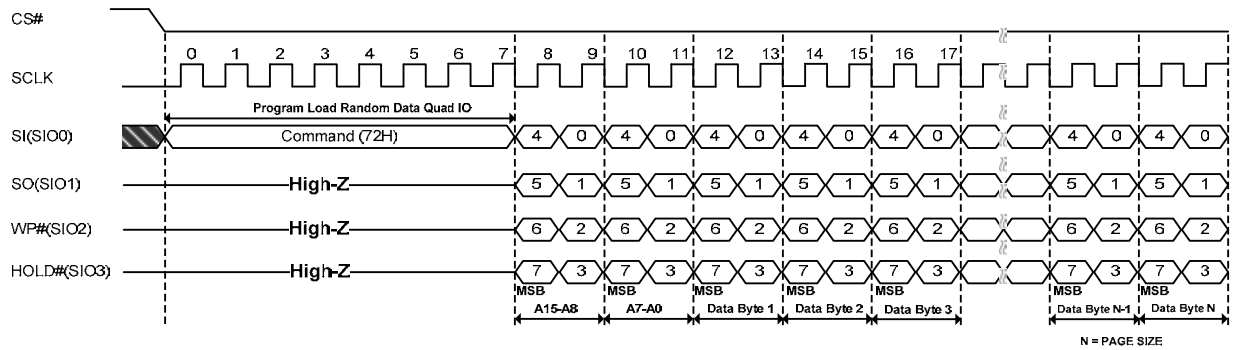 CS#
0 1 2 3 4 5 6 7 8 9 10 11 12 13 14 15 16 17
SCLK
Program Load Random Data Quad IO
SI(SIO0) Command (72H) 4 0 4 0 4 0 4 0 4 0 4 0 4 0
SO(SIO1) High-Z 5 1 5 1 5 1 5 1 5 1 5 1 5 1
WP#(SIO2) High-Z 6 2 6 2 6 2 6 2 6 2 6 2 6 2
HOLD#(SIO3) High-Z 7 3 7 3 7 3 7 3 7 3 7 3 7 3
MSB MSB MSB MSB MSB MSB MSB
A15-A8 A7-A0 Data Byte 1 Data Byte 2 Data Byte 3 Data Byte N-1 Data Byte N
N = PAGE SIZE